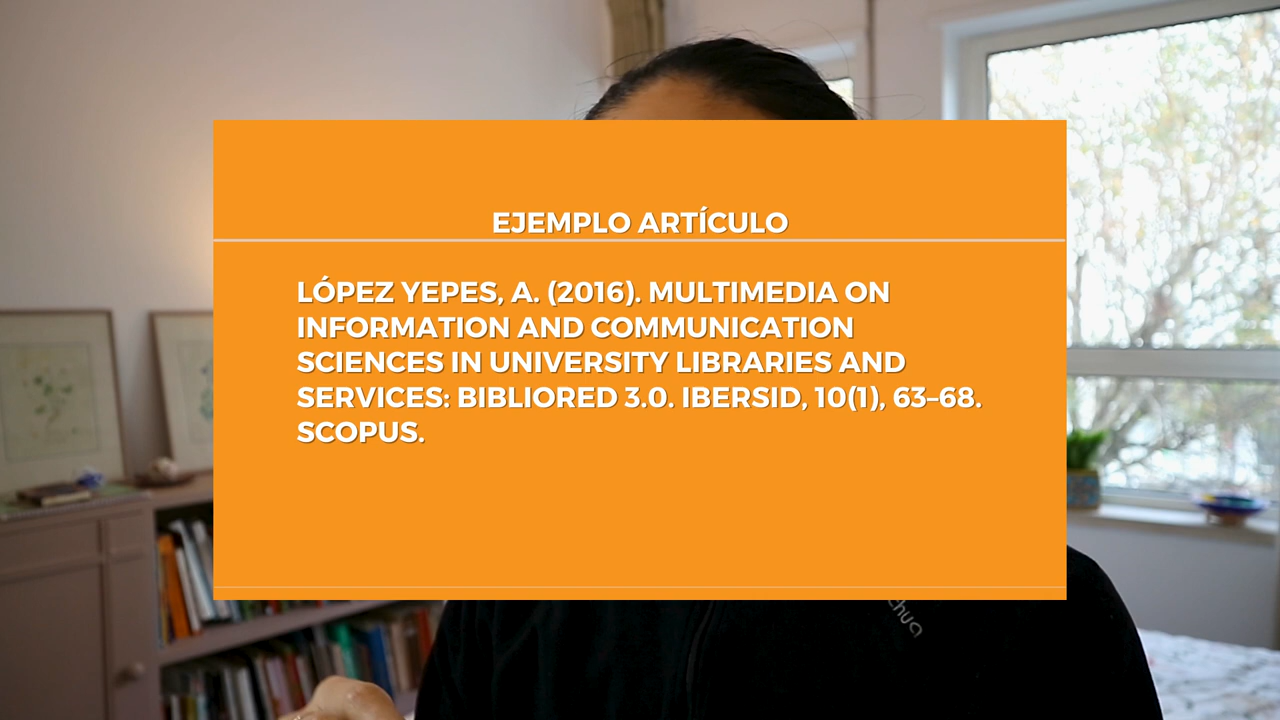 EJEMPLO ARTÍCULO
LÓPEZ YEPES, A. (2016). MULTIMEDIA ON
INFORMATION AND COMMUNICATION
SCIENCES IN UNIVERSITY LIBRARIES AND
SERVICES: BIBLIORED 3.0. IBERSID, 10(1), 63–68.
SCOPUS.